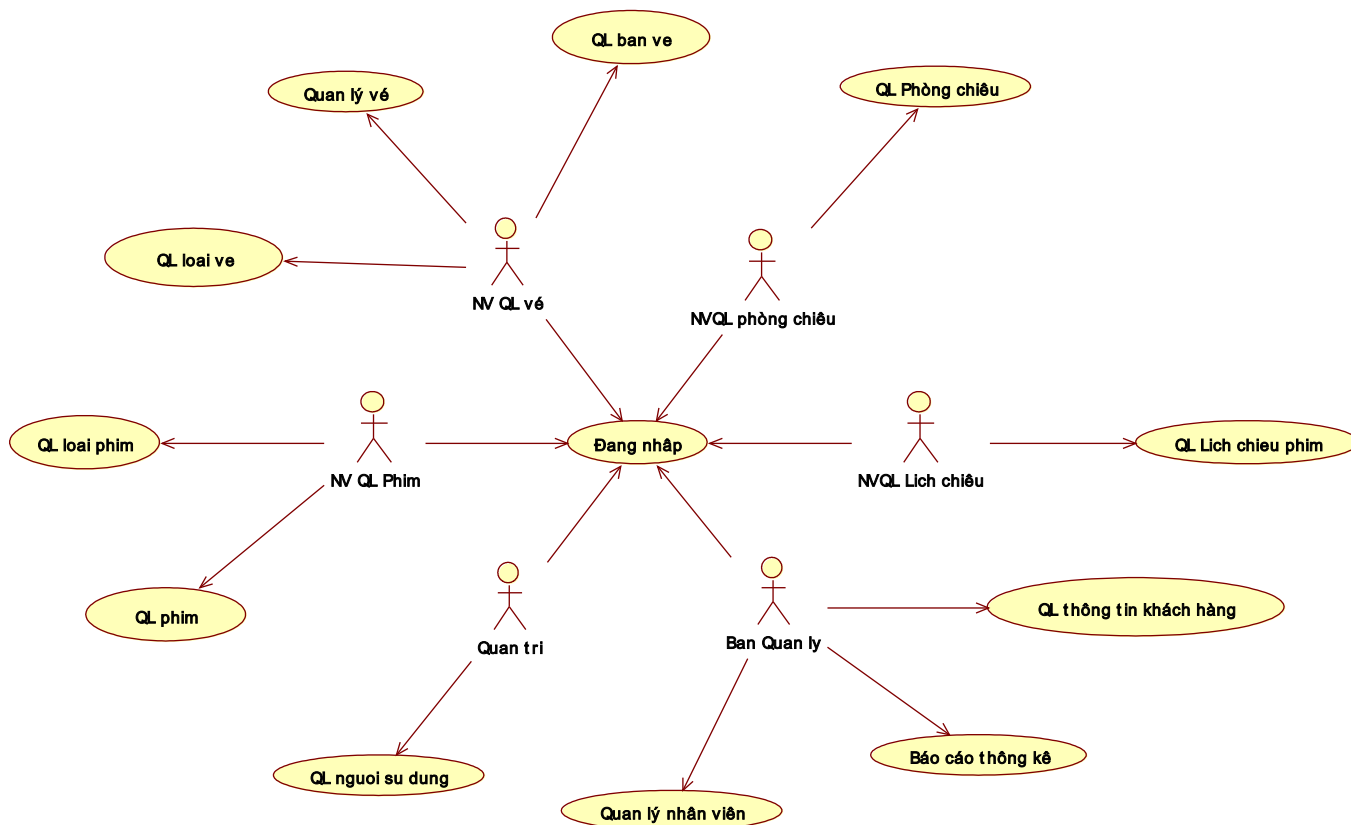 QL ban ve
Quan lý vé
QL Phòng chiêu
QL loai ve
NV QL vé
NVQL phòng chiêu
QL loai phim
Đang nhâp
QL Lich chieu phim
NV QL Phim
NVQL Lich chiêu
QL phim
QL thông tin khách hàng
Quan tri
Ban Quan ly
QL nguoi su dung
Báo cáo thông kê
Quan lý nhân viên